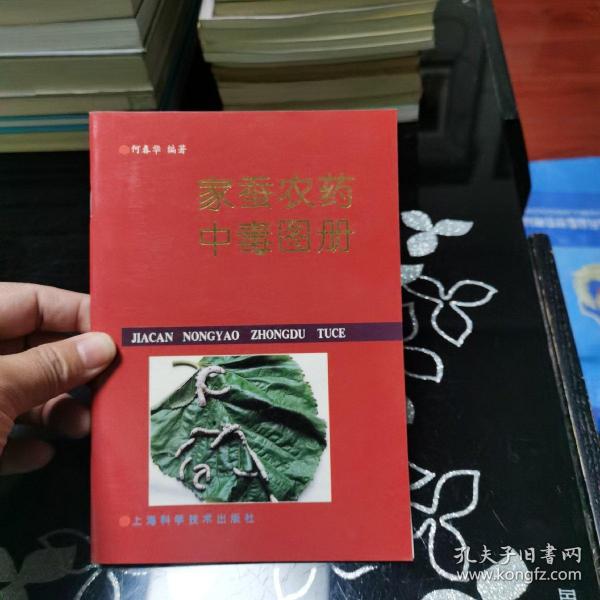 何春华 编著
家蚕农药
中毒图册
JIACAN NONGYAO ZHONGDU TUCE
上海科学技术出版社
孔夫子旧书网
www.kongfz.com